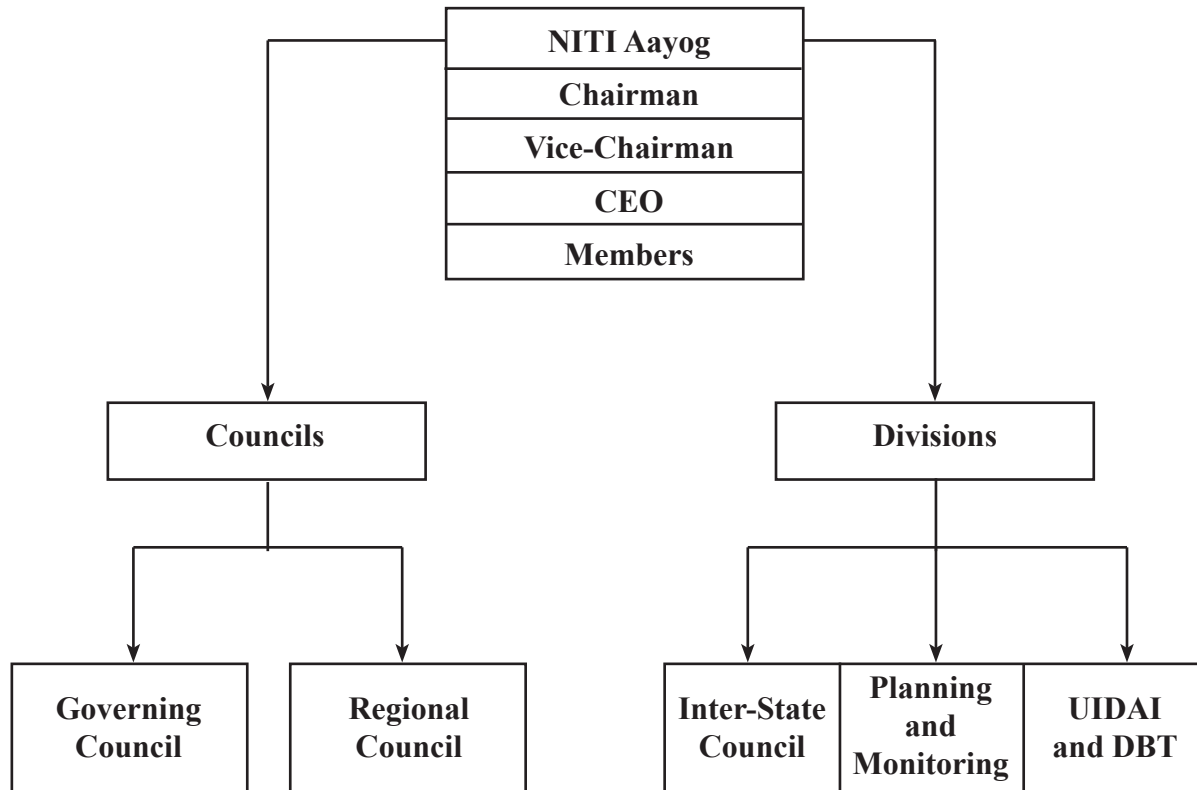 NITI Aayog
Chairman
Vice-Chairman
CEO
Members
Councils
Divisions
Governing
Council
Regional
Council
Inter-State
Council
Planning
and
Monitoring
UIDAI
and DBT